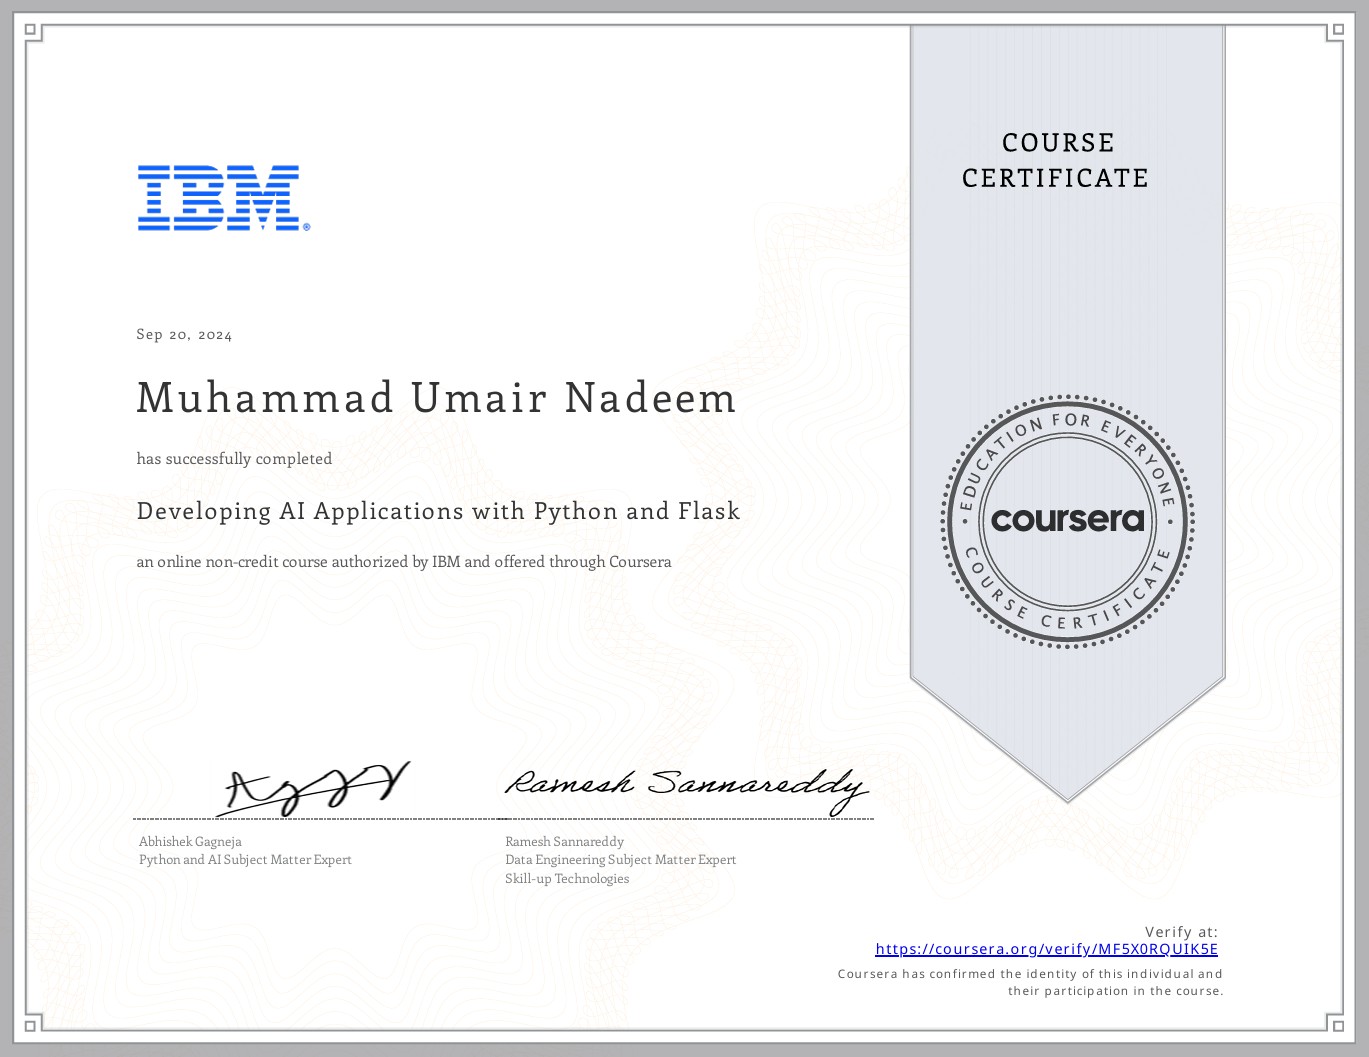 IBM®
COURSE
CERTIFICATE
Sep 20, 2024
Muhammad Umair Nadeem
has successfully completed
Developing AI Applications with Python and Flask
an online non-credit course authorized by IBM and offered through Coursera
EDUCATION FOR EVERYONE
coursera
COURSE CERTIFICATE
Ramesh Sannareddy
Abhishek Gagneja
Python and AI Subject Matter Expert
Ramesh Sannareddy
Data Engineering Subject Matter Expert
Skill-up Technologies
Verify at:
https://coursera.org/verify/MF5X0RQUIK5E
Coursera has confirmed the identity of this individual and
their participation in the course.